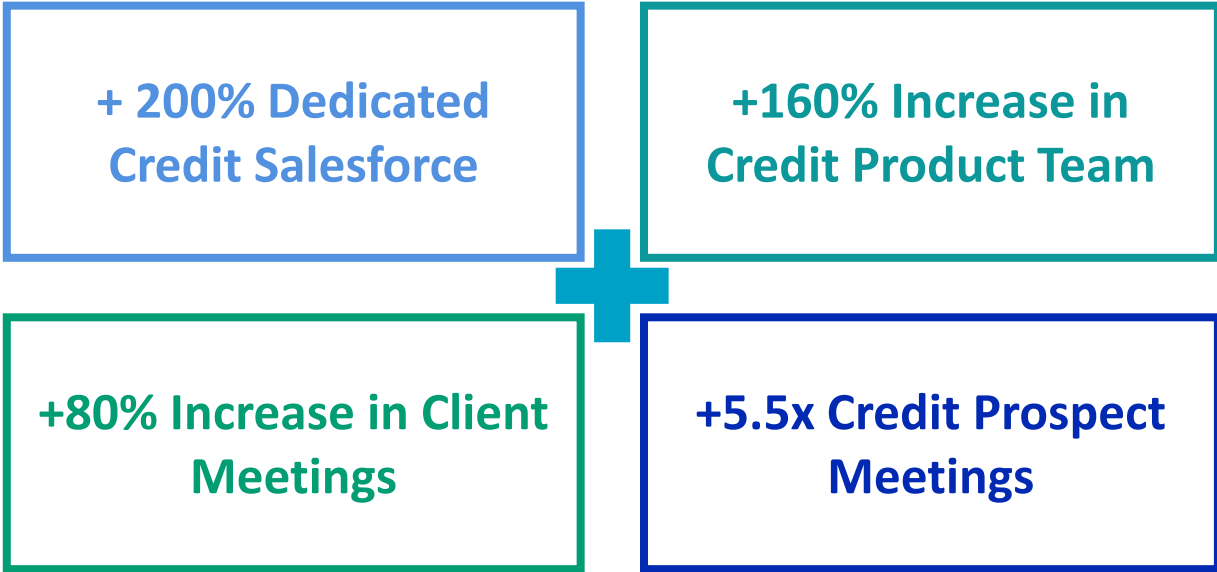 + 200% Dedicated
Credit Salesforce
+160% Increase in
Credit Product Team
+80% Increase in Client
Meetings
+5.5x Credit Prospect
Meetings